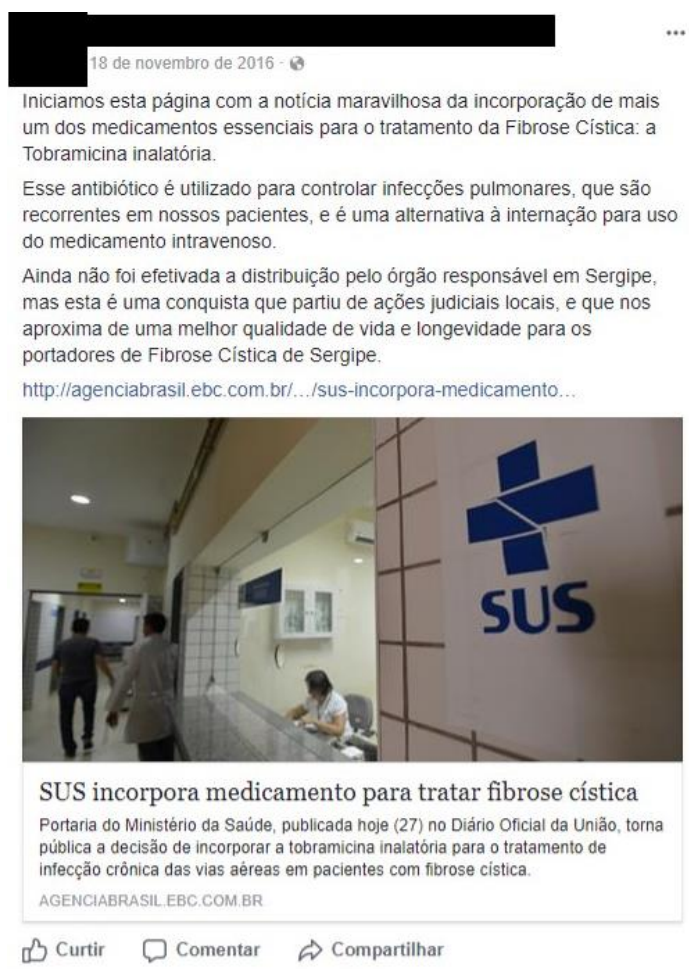 18 de novembro de 2016 ·
Iniciamos esta página com a notícia maravilhosa da incorporação de mais
um dos medicamentos essenciais para o tratamento da Fibrose Cística: a
Tobramicina inalatória.
Esse antibiótico é utilizado para controlar infecções pulmonares, que são
recorrentes em nossos pacientes, e é uma alternativa à internação para uso
do medicamento intravenoso.
Ainda não foi efetivada a distribuição pelo órgão responsável em Sergipe,
mas esta é uma conquista que partiu de ações judiciais locais, e que nos
aproxima de uma melhor qualidade de vida e longevidade para os
portadores de Fibrose Cística de Sergipe.
http://agenciabrasil.ebc.com.br/.../sus-incorpora-medicamento...
SUS
SUS incorpora medicamento para tratar fibrose cística
Portaria do Ministério da Saúde, publicada hoje (27) no Diário Oficial da União, torna
pública a decisão de incorporar a tobramicina inalatória para o tratamento de
infecção crônica das vias aéreas em pacientes com fibrose cística.
AGENCIABRASIL.EBC.COM.BR
Curtir Comentar Compartilhar